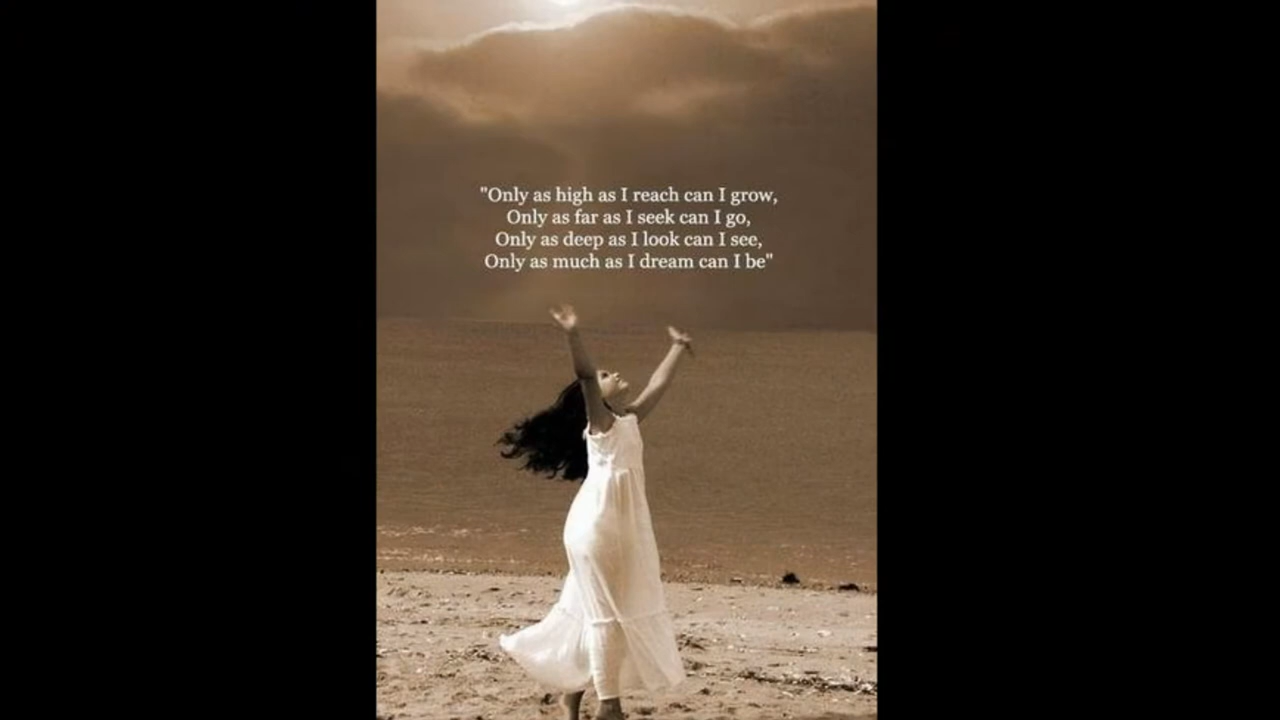 "Only as high as I reach can I grow,
Only as far as I seek can I go,
Only as deep as I look can I see,
Only as much as I dream can I be"